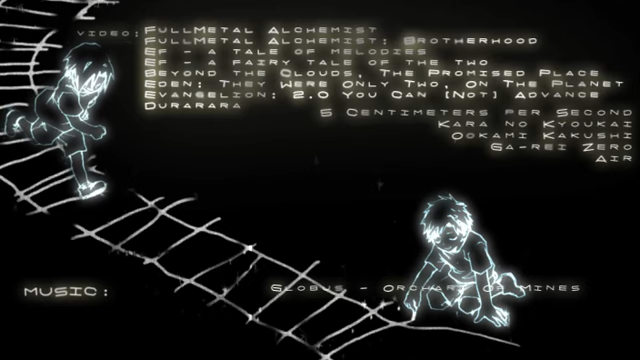 VIDEO: FullMetal Alchemist
FullMetal Alchemist: Brotherhood
Ef - a tale of melodies
Ef - a fairy tale of the two
Beyond the Clouds, The Promised Place
Eden: They Were Only Two, On The Planet
Evangelion: 2.0 You Can [Not] Advance
Durarara
5 Centimeters per Second
Kara no Kyoukai
Ookami Kakushi
Ga-rei Zero
Air
MUSIC: Globus - Orchard of Mines